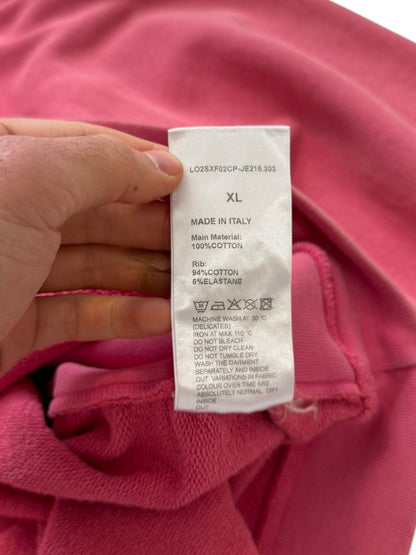 LO2SXF02CP-JE215.303
XL
MADE IN ITALY
Main Material:
100%COTTON
Rib:
94%COTTON
6%ELASTANE
MACHINE WASH AT 30 °C
(DELICATES)
IRON AT MAX 110 °C
DO NOT BLEACH
DO NOT DRY CLEAN
DO NOT TUMBLE DRY
WASH THE GARMENT
SEPARATELY AND INSIDE
OUT. VARIATIONS IN FABRIC
COLOUR OVER TIME ARE
ABSOLUTELY NORMAL DRY
INSIDE
OUT